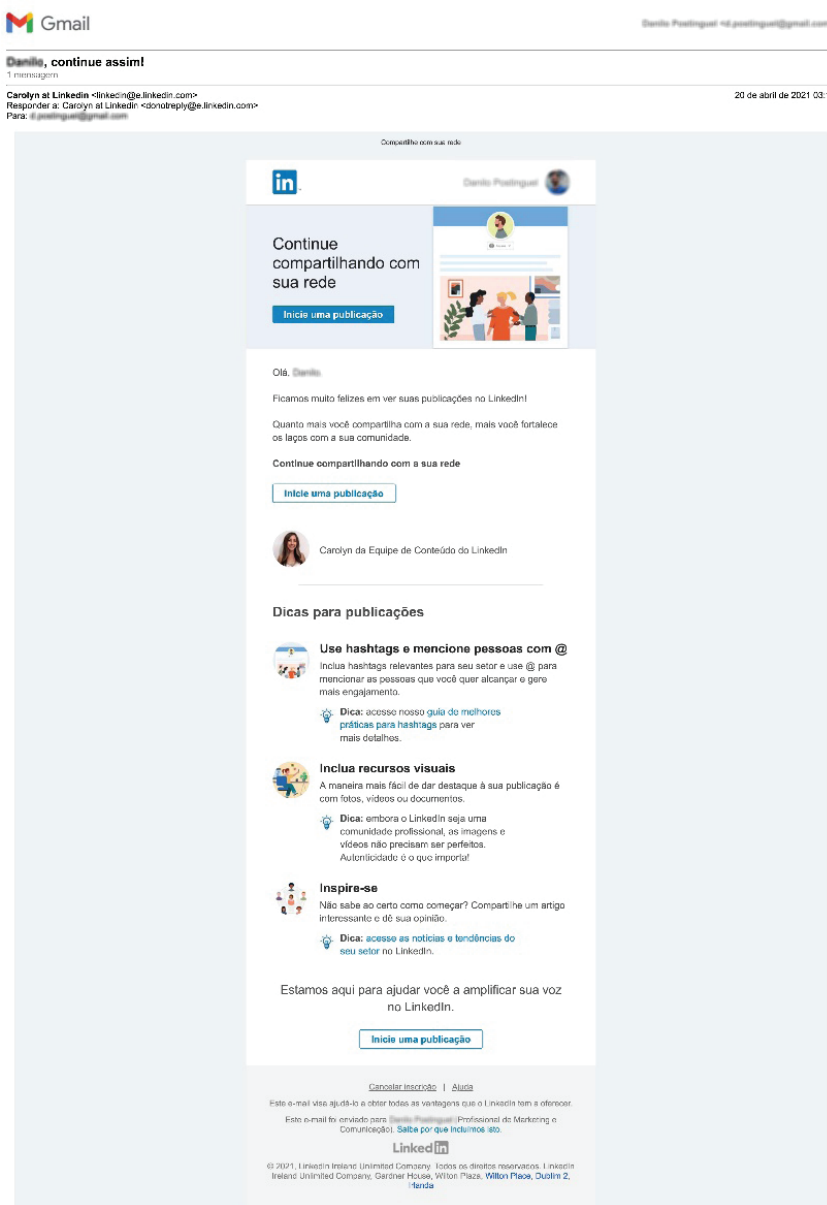 Gmail
, continue assim!
1 mensagem
Carolyn at Linkedin <linkedin@e.linkedin.com>
20 de abril de 2021 03:
Responder a: Carolyn at Linkedin <donotreply@e.linkedin.com>
Para:
Compartilhe com sua rede
in
Continue
compartilhando com
sua rede
Inicie uma publicação
Olá,
Ficamos muito felizes em ver suas publicações no LinkedIn!
Quanto mais você compartilha com a sua rede, mais você fortalece
os laços com a sua comunidade.
Continue compartilhando com a sua rede
Inicie uma publicação
Carolyn da Equipe de Conteúdo do LinkedIn
Dicas para publicações
Use hashtags e mencione pessoas com @
Inclua hashtags relevantes para seu setor e use @ para
mencionar as pessoas que você quer alcançar e gere
mais engajamento.
Dica: acesse nosso guia de melhores
práticas para hashtags para ver
mais detalhes.
Inclua recursos visuais
A maneira mais fácil de dar destaque à sua publicação é
com fotos, vídeos ou documentos.
Dica: embora o LinkedIn seja uma
comunidade profissional, as imagens e
vídeos não precisam ser perfeitos.
Autenticidade é o que importa!
Inspire-se
Não sabe ao certo como começar? Compartilhe um artigo
interessante e dê sua opinião.
Dica: acesse as notícias e tendências do
seu setor no LinkedIn.
Estamos aqui para ajudar você a amplificar sua voz
no LinkedIn.
Inicie uma publicação
Cancelar inscrição | Ajuda
Este e-mail visa ajudá-lo a obter todas as vantagens que o LinkedIn tem a oferecer.
Este e-mail foi enviado para (Profissional de Marketing e
Comunicação). Saiba por que incluímos isto.
LinkedIn
© 2021, LinkedIn Ireland Unlimited Company. Todos os direitos reservados. LinkedIn
Ireland Unlimited Company, Gardner House, Wilton Plaza, Wilton Place, Dublim 2,
Irlanda